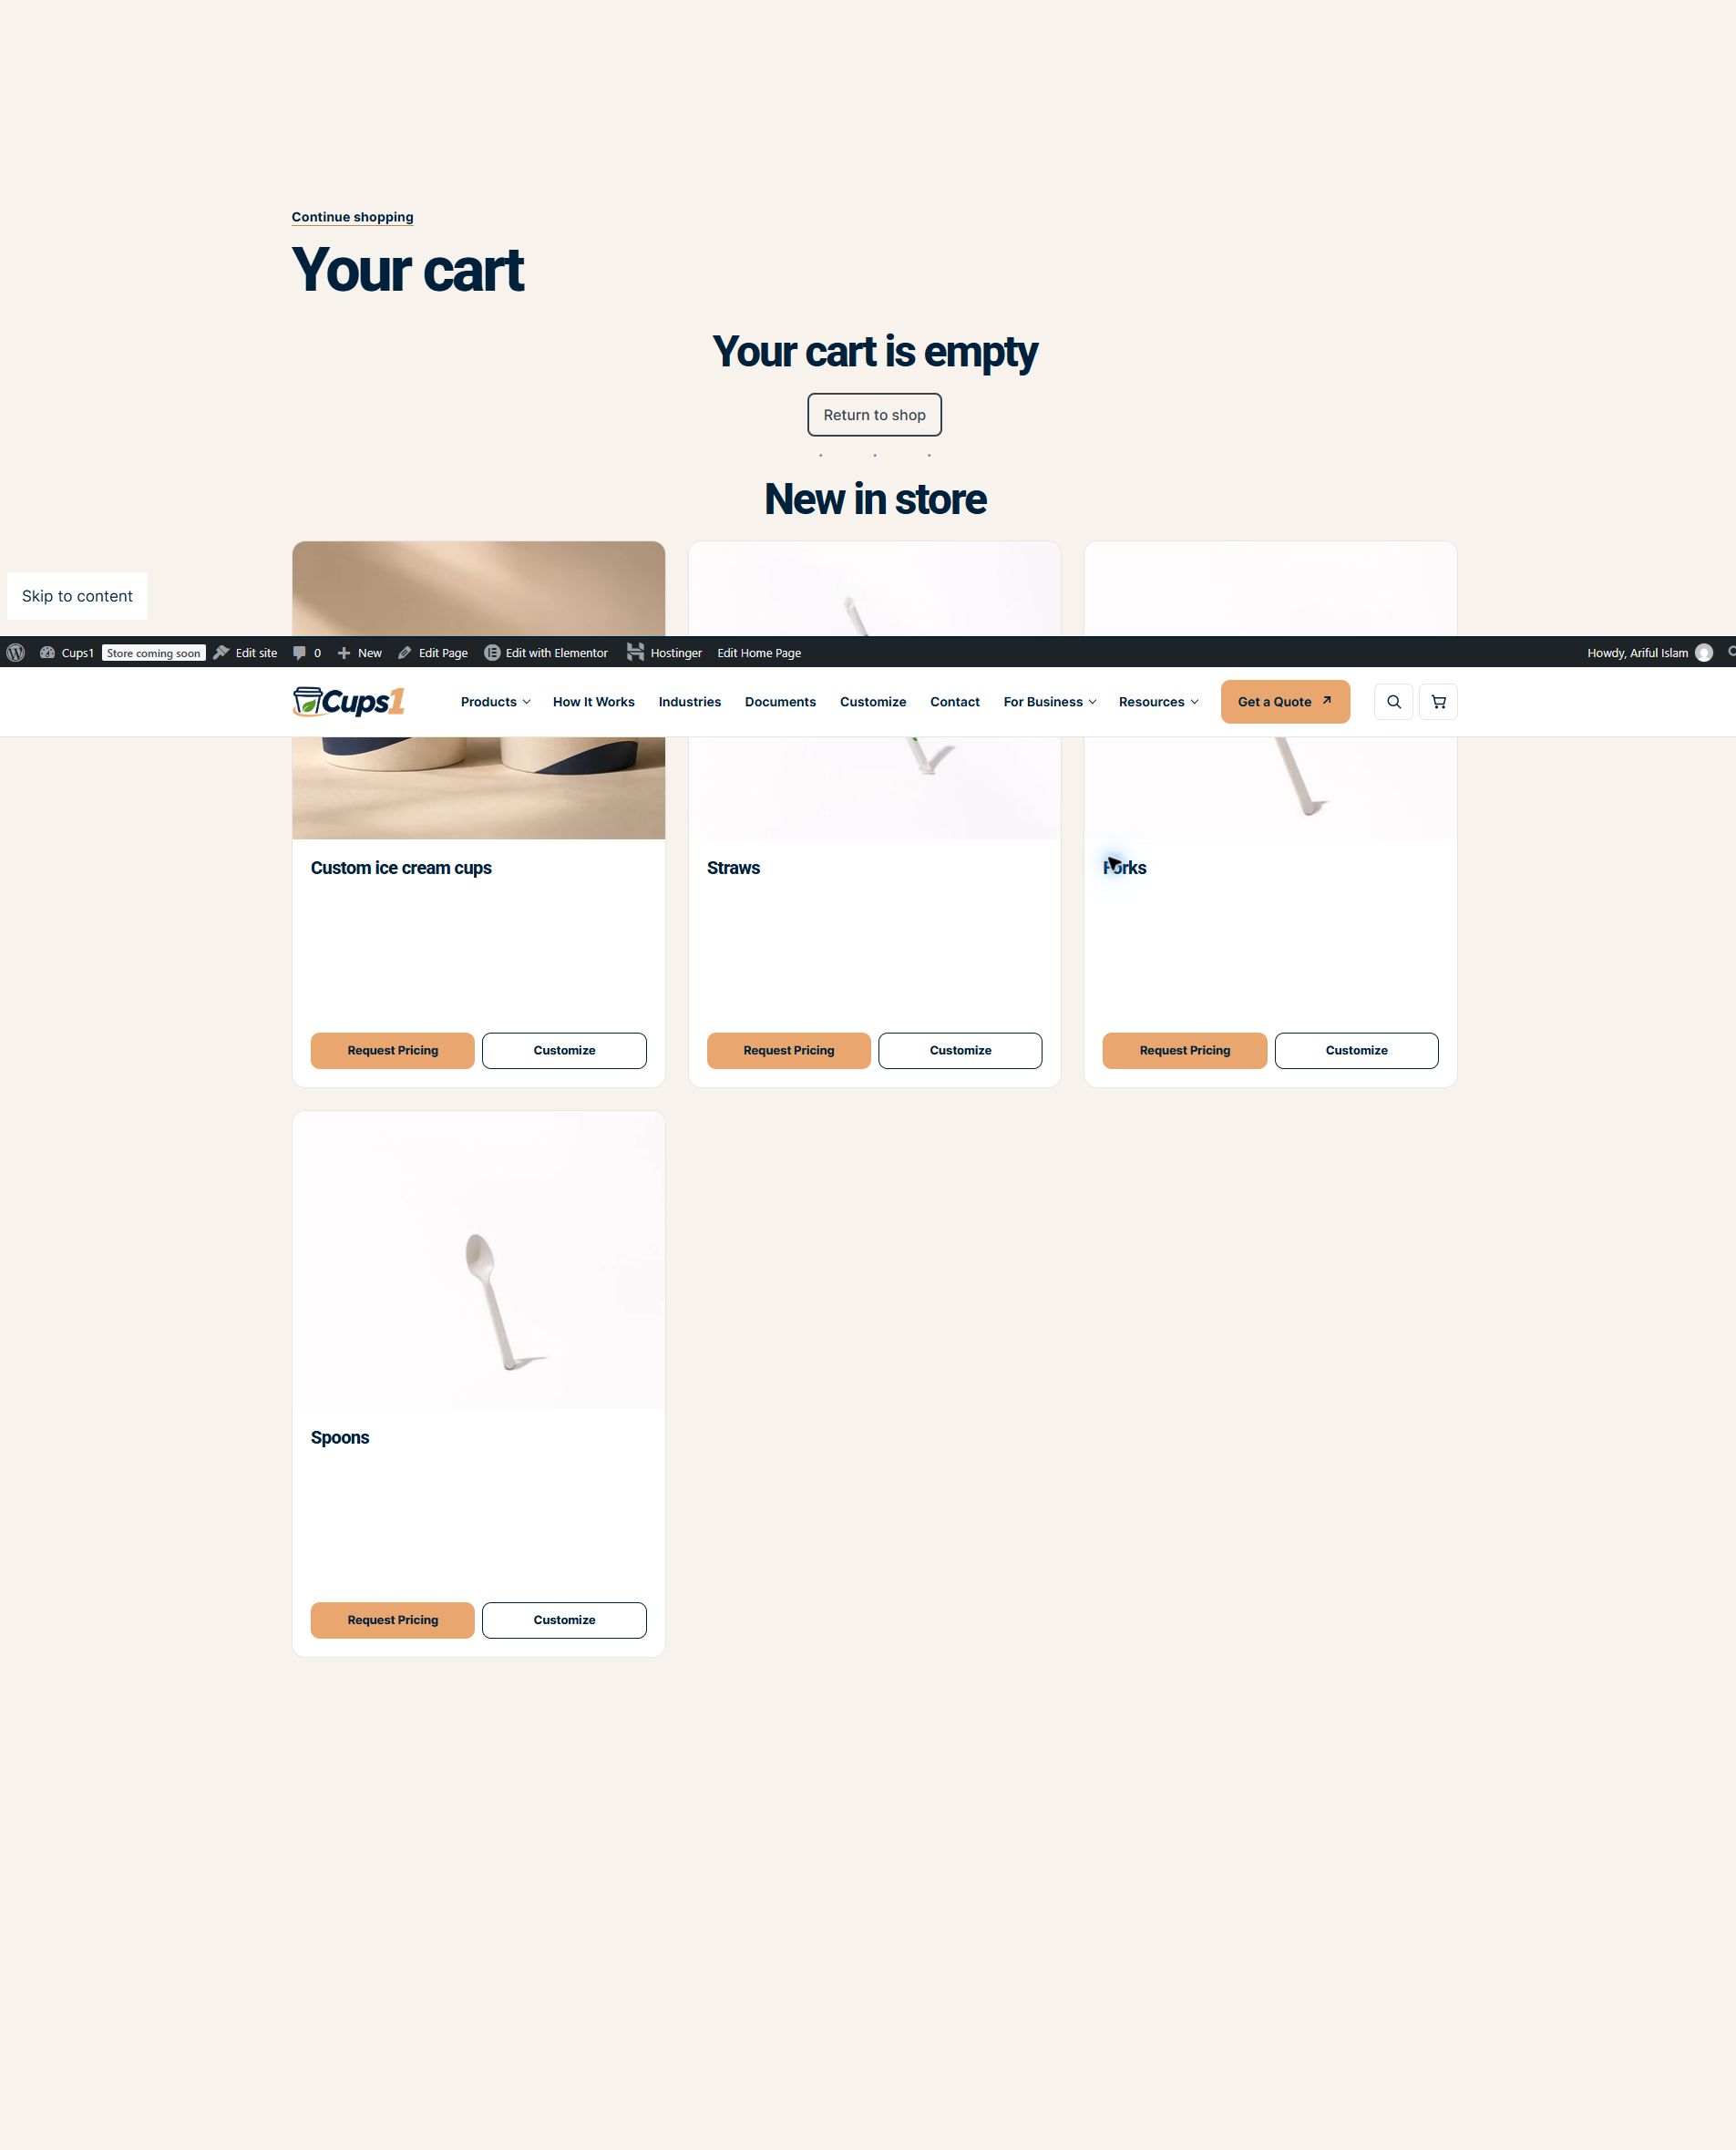 Continue shopping
Your cart
Your cart is empty
Return to shop
New in store
Skip to content
Cups1 Store coming soon Edit site 0 New Edit Page Edit with Elementor Hostinger Edit Home Page Howdy, Ariful Islam
Cups1 Products How It Works Industries Documents Customize Contact For Business Resources Get a Quote
Custom ice cream cups Straws Forks
Request Pricing Customize Request Pricing Customize Request Pricing Customize
Spoons
Request Pricing Customize